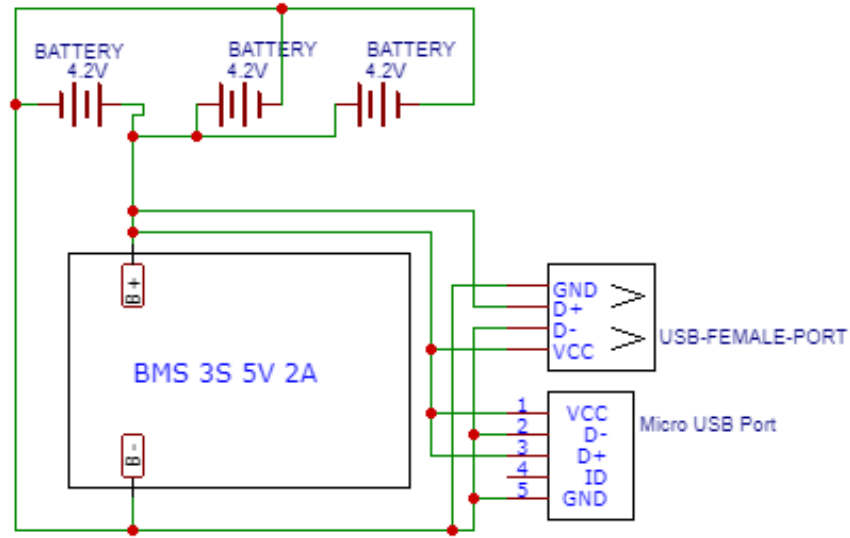 BATTERY
4.2V
BATTERY
4.2V
BATTERY
4.2V
B+
BMS 3S 5V 2A
B-
GND
D+
D-
VCC
USB-FEMALE-PORT
1 VCC
2 D-
3 D+
4 ID
5 GND
Micro USB Port